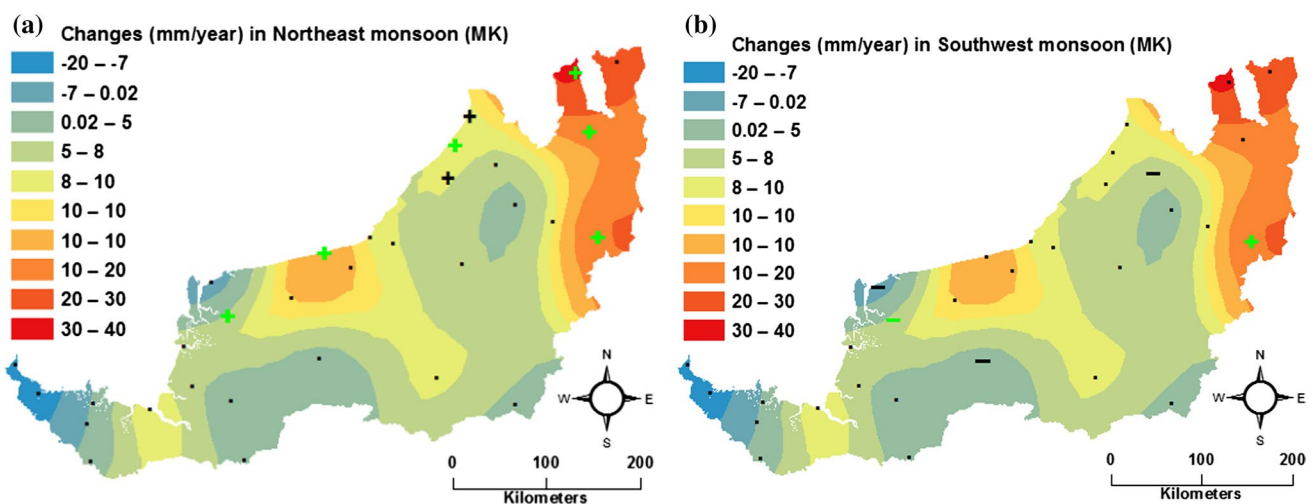 (a)
Changes (mm/year) in Northeast monsoon (MK)
-20 – -7
-7 – 0.02
0.02 – 5
5 – 8
8 – 10
10 – 10
10 – 10
10 – 20
20 – 30
30 – 40
N
W E
S
0 100 200
Kilometers
(b)
Changes (mm/year) in Southwest monsoon (MK)
-20 – -7
-7 – 0.02
0.02 – 5
5 – 8
8 – 10
10 – 10
10 – 10
10 – 20
20 – 30
30 – 40
N
W E
S
0 100 200
Kilometers